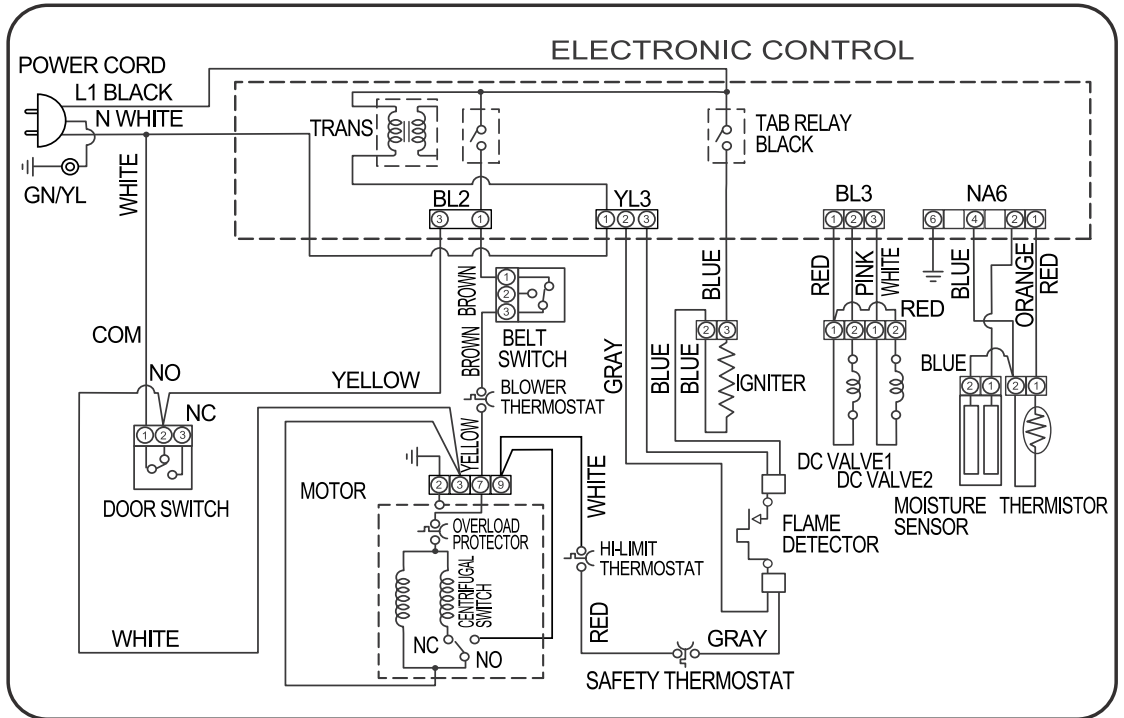 ELECTRONIC CONTROL
POWER CORD
L1 BLACK
N WHITE
GN/YL
WHITE
TRANS
TAB RELAY
BLACK
BL2
3 1
YL3
1 2 3
BL3
1 2 3
NA6
6 4 2 1
BROWN
1
2
3
BELT
SWITCH
BROWN
BLOWER
THERMOSTAT
YELLOW
GRAY
BLUE
BLUE
BLUE
2 3
IGNITER
RED
PINK
WHITE
RED
1 2 1 2
DC VALVE1
DC VALVE2
BLUE
ORANGE
RED
BLUE
2 1 2 1
MOISTURE
SENSOR
THERMISTOR
COM
NO
NC
1 2 3
DOOR SWITCH
YELLOW
WHITE
MOTOR
2 3 7 9
OVERLOAD
PROTECTOR
CENTRIFUGAL
SWITCH
NC
NO
WHITE
HI-LIMIT
THERMOSTAT
RED
GRAY
SAFETY THERMOSTAT
FLAME
DETECTOR